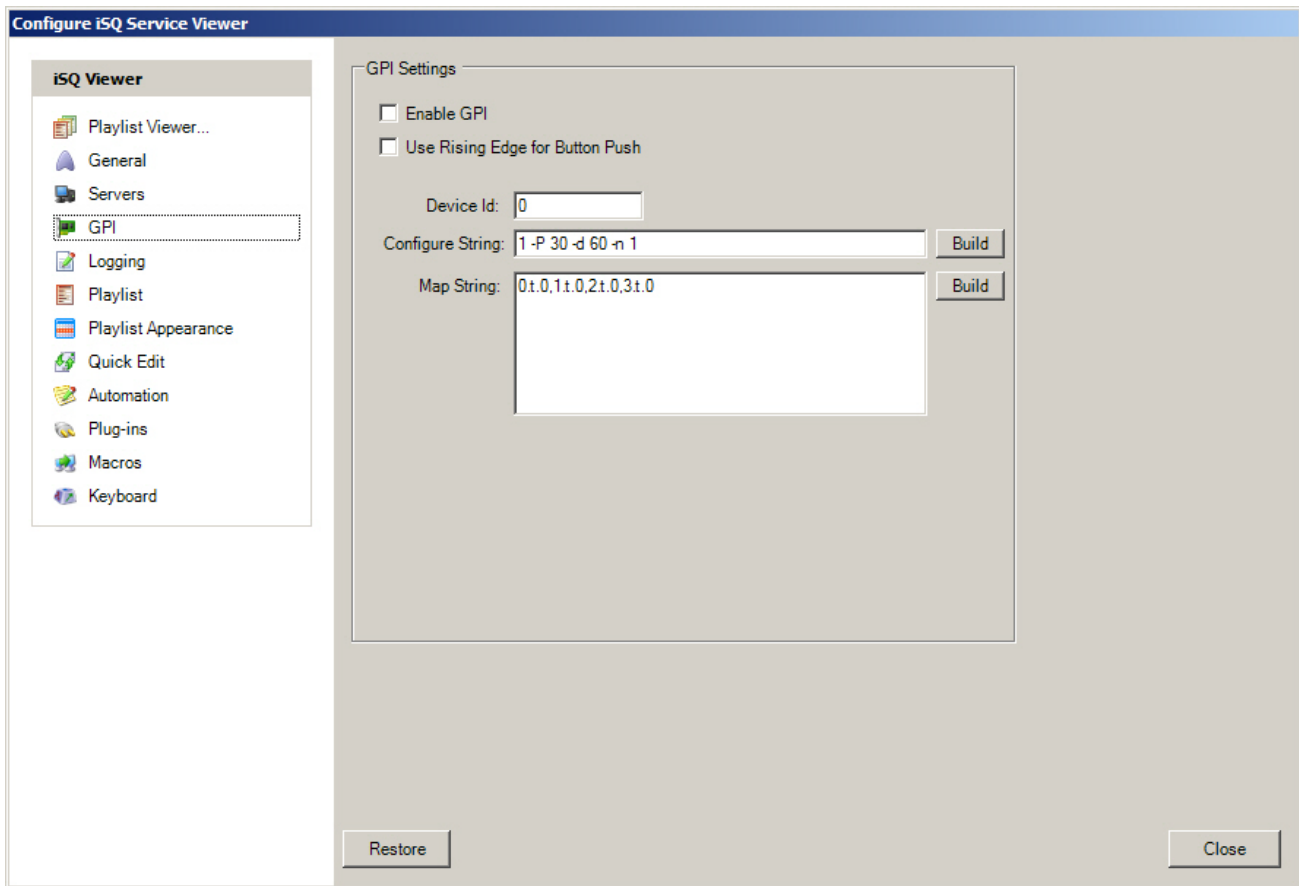 Configure iSQ Service Viewer
iSQ Viewer
Playlist Viewer...
General
Servers
GPI
Logging
Playlist
Playlist Appearance
Quick Edit
Automation
Plug-ins
Macros
Keyboard
GPI Settings
Enable GPI
Use Rising Edge for Button Push
Device Id: 0
Configure String: 1 -P 30 -d 60 -n 1 Build
Map String: 0.t.0,1.t.0,2.t.0,3.t.0 Build
Restore Close